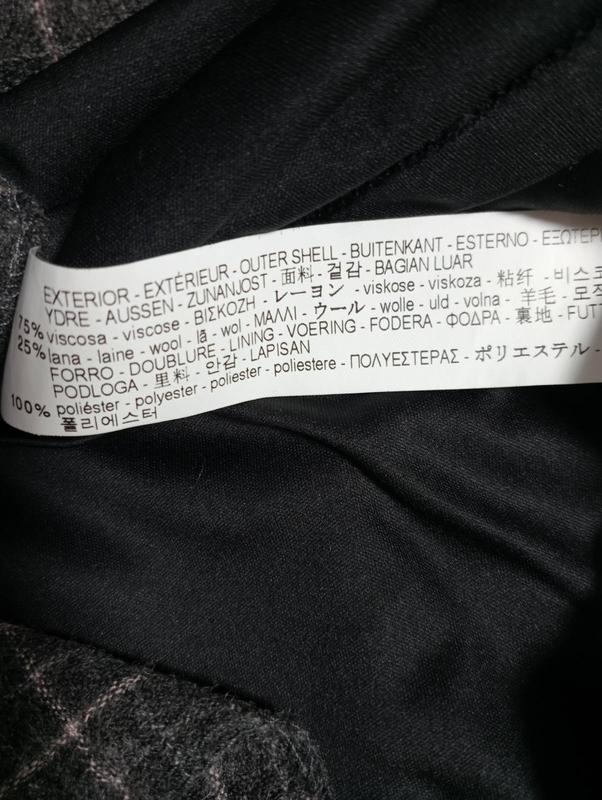 EXTERIOR - EXTÉRIEUR - OUTER SHELL - BUITENKANT - ESTERNO - ΕΞΩΤΕΡΙ
YDRE - AUSSEN - ZUNANJOST - 面料 - 겉감 - BAGIAN LUAR
75% viscosa - viscose - ΒΙΣΚΟΖΗ - レーヨン - viskose - viskoza - 粘纤 - 비스코
25% lana - laine - wool - lã - wol - ΜΑΛΛΙ - ウール - wolle - uld - volna - 羊毛 - 모직
FORRO - DOUBLURE - LINING - VOERING - FODERA - ΦΟΔΡΑ - 裏地 - FUTT
PODLOGA - 里料 - 안감 - LAPISAN
100% poliéster - polyester - poliester - poliestere - ΠΟΛΥΕΣΤΕΡΑΣ - ポリエステル -
폴리에스터